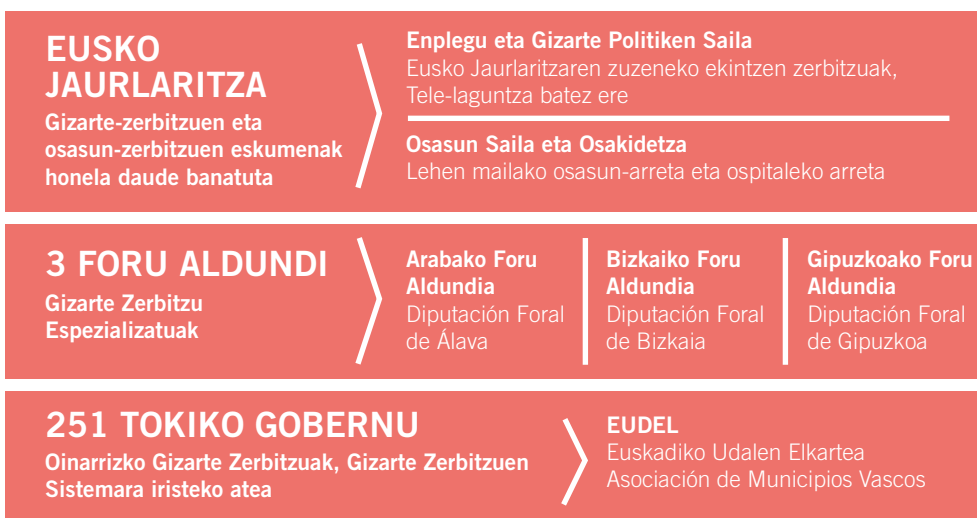 EUSKO
JAURLARITZA
Gizarte-zerbitzuen eta
osasun-zerbitzuen eskumenak
honela daude banatuta
Enplegu eta Gizarte Politiken Saila
Eusko Jaurlaritzaren zuzeneko ekintzen zerbitzuak,
Tele-laguntza batez ere
Osasun Saila eta Osakidetza
Lehen mailako osasun-arreta eta ospitaleko arreta
3 FORU ALDUNDI
Gizarte Zerbitzu
Espezializatuak
Arabako Foru
Aldundia
Diputación Foral
de Álava
Bizkaiko Foru
Aldundia
Diputación Foral
de Bizkaia
Gipuzkoako Foru
Aldundia
Diputación Foral
de Gipuzkoa
251 TOKIKO GOBERNU
Oinarrizko Gizarte Zerbitzuak, Gizarte Zerbitzuen
Sistemara iristeko atea
EUDEL
Euskadiko Udalen Elkartea
Asociación de Municipios Vascos